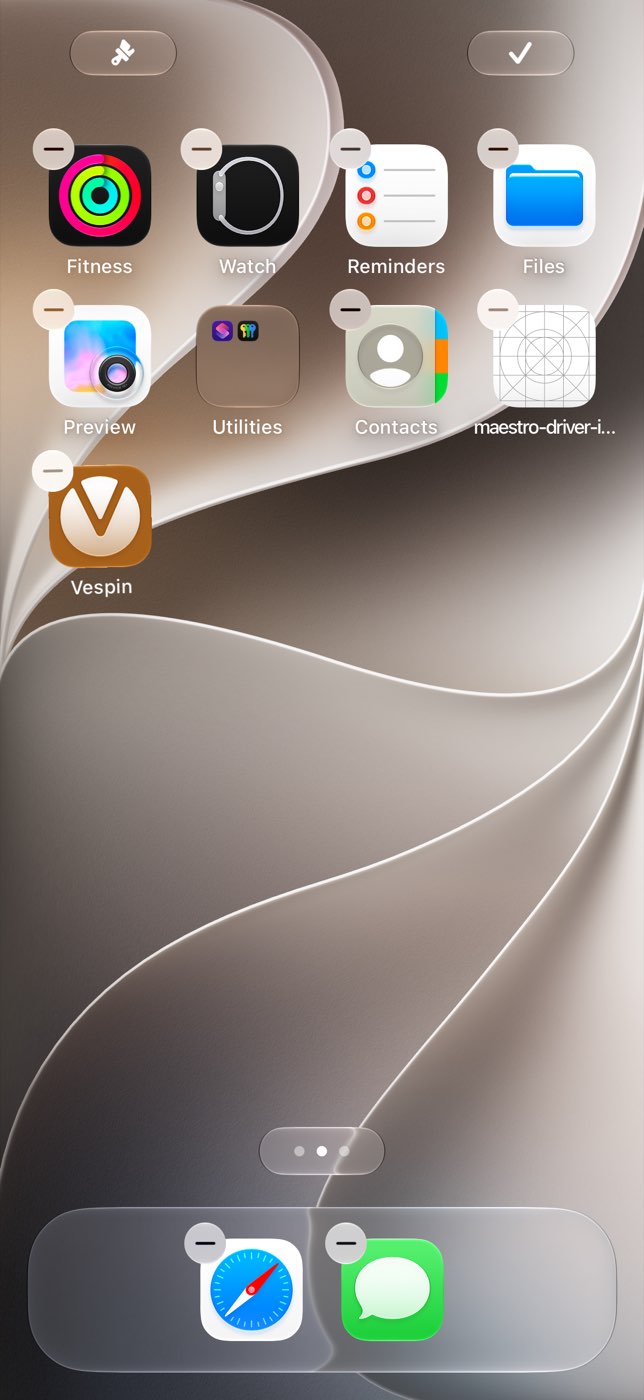 Fitness
Watch
Reminders
Files
Preview
Utilities
Contacts
maestro-driver-i...
Vespin